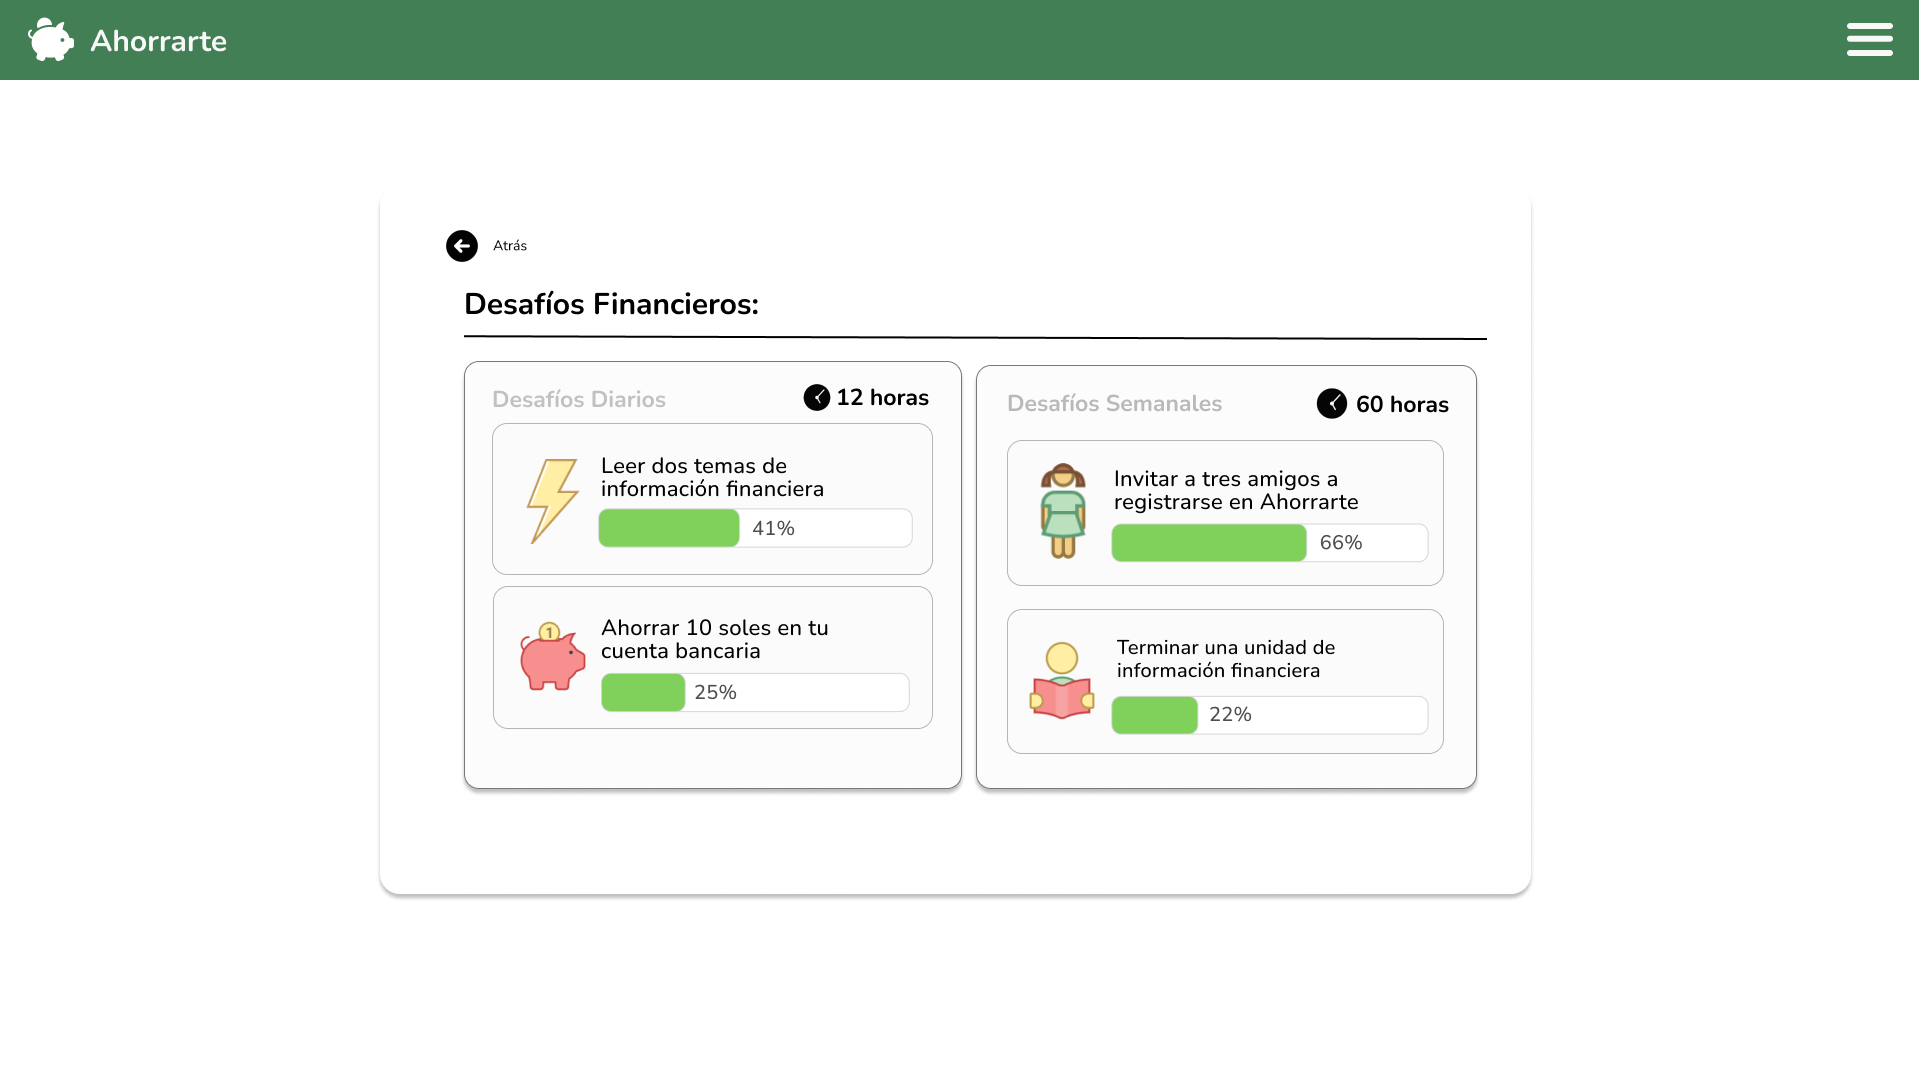 Ahorrarte
Atrás
Desafíos Financieros:
Desafíos Diarios
12 horas
Leer dos temas de
información financiera
41%
1
Ahorrar 10 soles en tu
cuenta bancaria
25%
Desafíos Semanales
60 horas
Invitar a tres amigos a
registrarse en Ahorrarte
66%
Terminar una unidad de
información financiera
22%